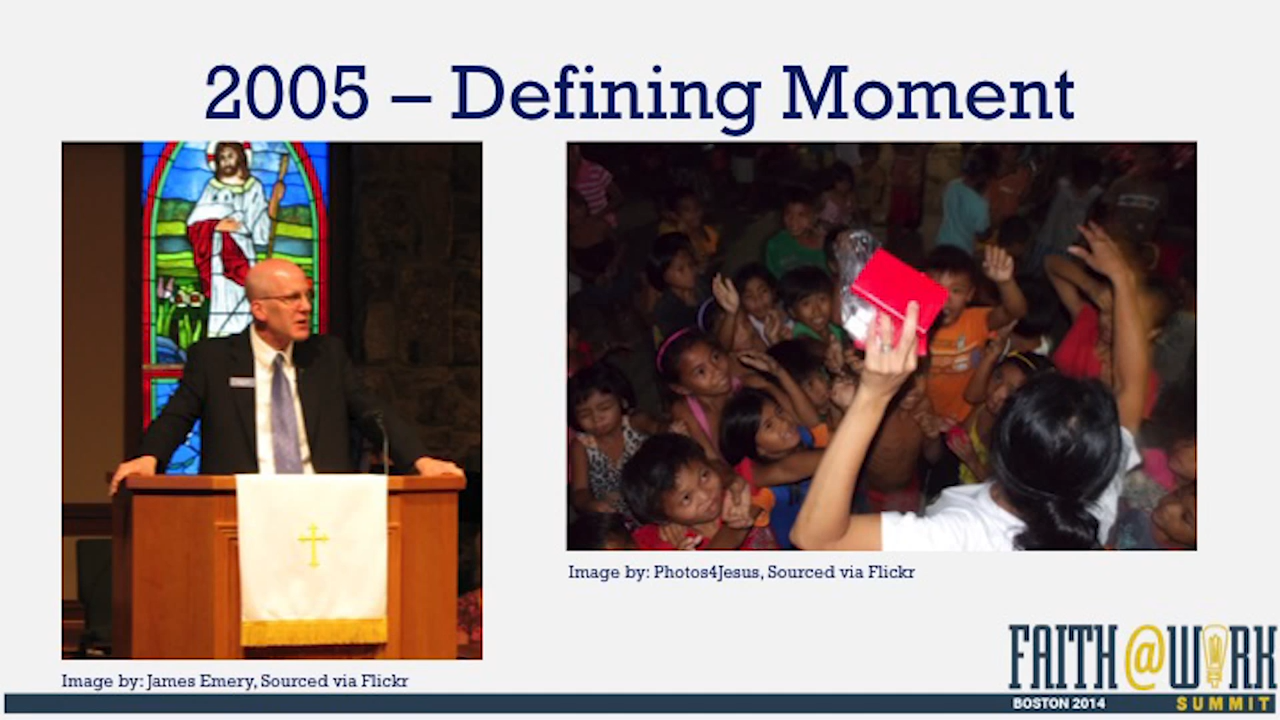 2005 – Defining Moment
Image by: Photos4Jesus, Sourced via Flickr
Image by: James Emery, Sourced via Flickr
FAITH@WORK
BOSTON 2014
SUMMIT